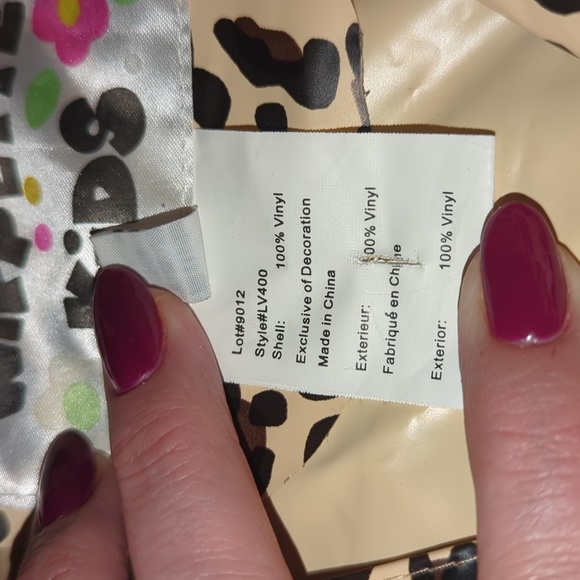 KiDS
Lot#9012
Style#LV400
Shell: 100% Vinyl
Exclusive of Decoration
Made in China
Exterieur: 100% Vinyl
Fabriqué en Chine
Exterior: 100% Vinyl